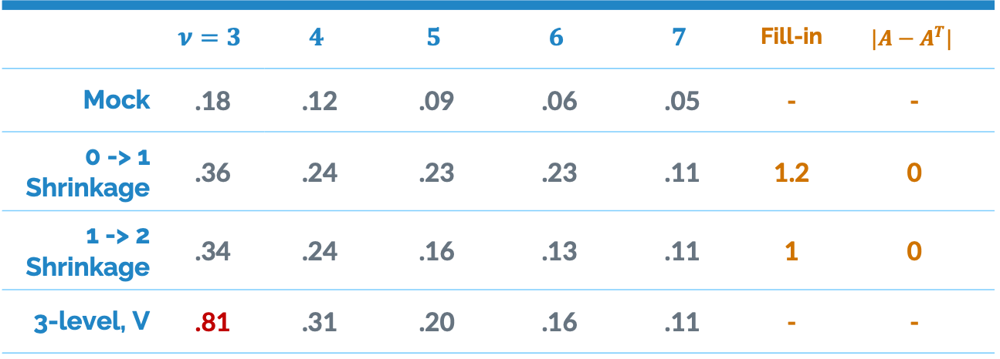 ν = 3 4 5 6 7 Fill-in |A − Aᵀ|
Mock .18 .12 .09 .06 .05 - -
0 -> 1
Shrinkage .36 .24 .23 .23 .11 1.2 0
1 -> 2
Shrinkage .34 .24 .16 .13 .11 1 0
3-level, V .81 .31 .20 .16 .11 - -